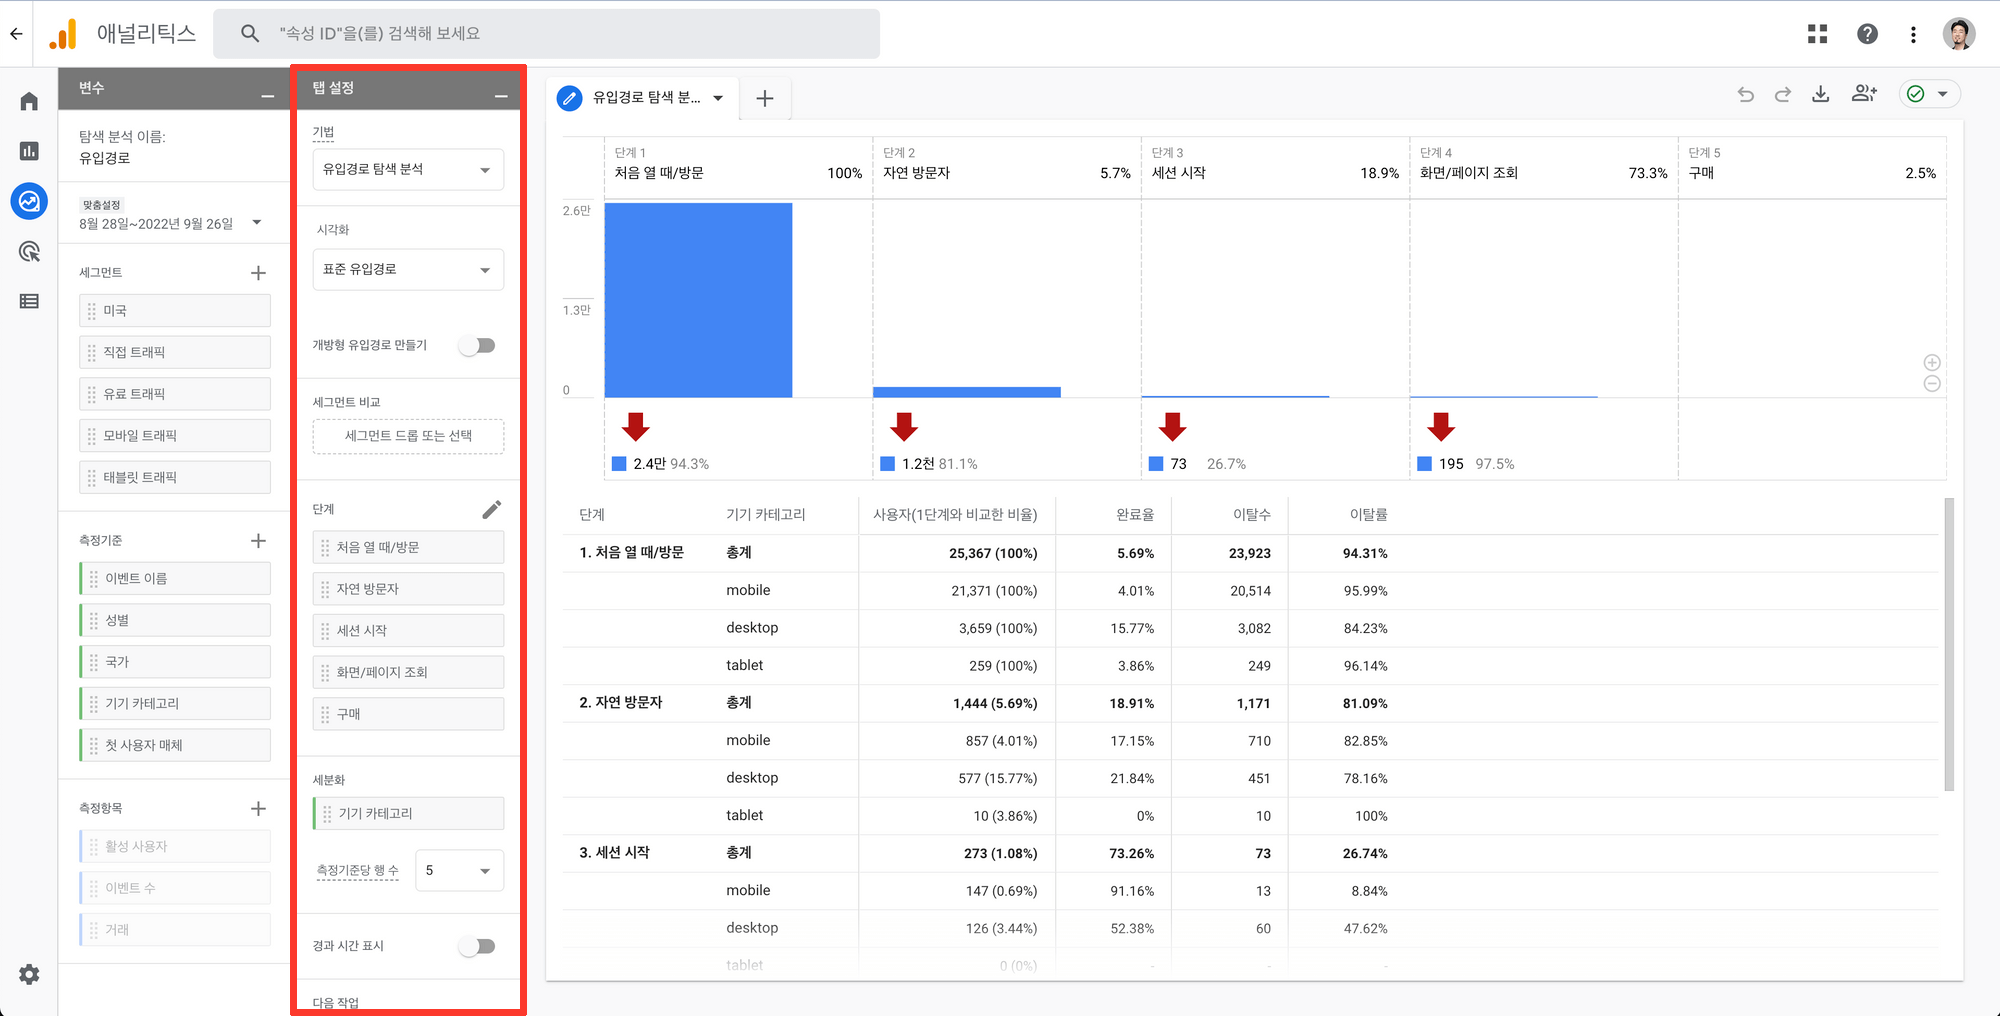 애널리틱스
"속성 ID"을(를) 검색해 보세요
변수
탐색 분석 이름:
유입경로
맞춤설정
8월 28일~2022년 9월 26일
세그먼트
미국
직접 트래픽
유료 트래픽
모바일 트래픽
태블릿 트래픽
측정기준
이벤트 이름
성별
국가
기기 카테고리
첫 사용자 매체
측정항목
활성 사용자
이벤트 수
거래
탭 설정
기법
유입경로 탐색 분석
시각화
표준 유입경로
개방형 유입경로 만들기
세그먼트 비교
세그먼트 드롭 또는 선택
단계
처음 열 때/방문
자연 방문자
세션 시작
화면/페이지 조회
구매
세분화
기기 카테고리
측정기준당 행 수 5
경과 시간 표시
다음 작업
유입경로 탐색 분...
단계 1
처음 열 때/방문 100%
단계 2
자연 방문자 5.7%
단계 3
세션 시작 18.9%
단계 4
화면/페이지 조회 73.3%
단계 5
구매 2.5%
2.6만
1.3만
0
2.4만 94.3%
1.2천 81.1%
73 26.7%
195 97.5%
단계 기기 카테고리 사용자(1단계와 비교한 비율) 완료율 이탈수 이탈률
1. 처음 열 때/방문 총계 25,367 (100%) 5.69% 23,923 94.31%
mobile 21,371 (100%) 4.01% 20,514 95.99%
desktop 3,659 (100%) 15.77% 3,082 84.23%
tablet 259 (100%) 3.86% 249 96.14%
2. 자연 방문자 총계 1,444 (5.69%) 18.91% 1,171 81.09%
mobile 857 (4.01%) 17.15% 710 82.85%
desktop 577 (15.77%) 21.84% 451 78.16%
tablet 10 (3.86%) 0% 10 100%
3. 세션 시작 총계 273 (1.08%) 73.26% 73 26.74%
mobile 147 (0.69%) 91.16% 13 8.84%
desktop 126 (3.44%) 52.38% 60 47.62%
tablet 0 (0%) - - -